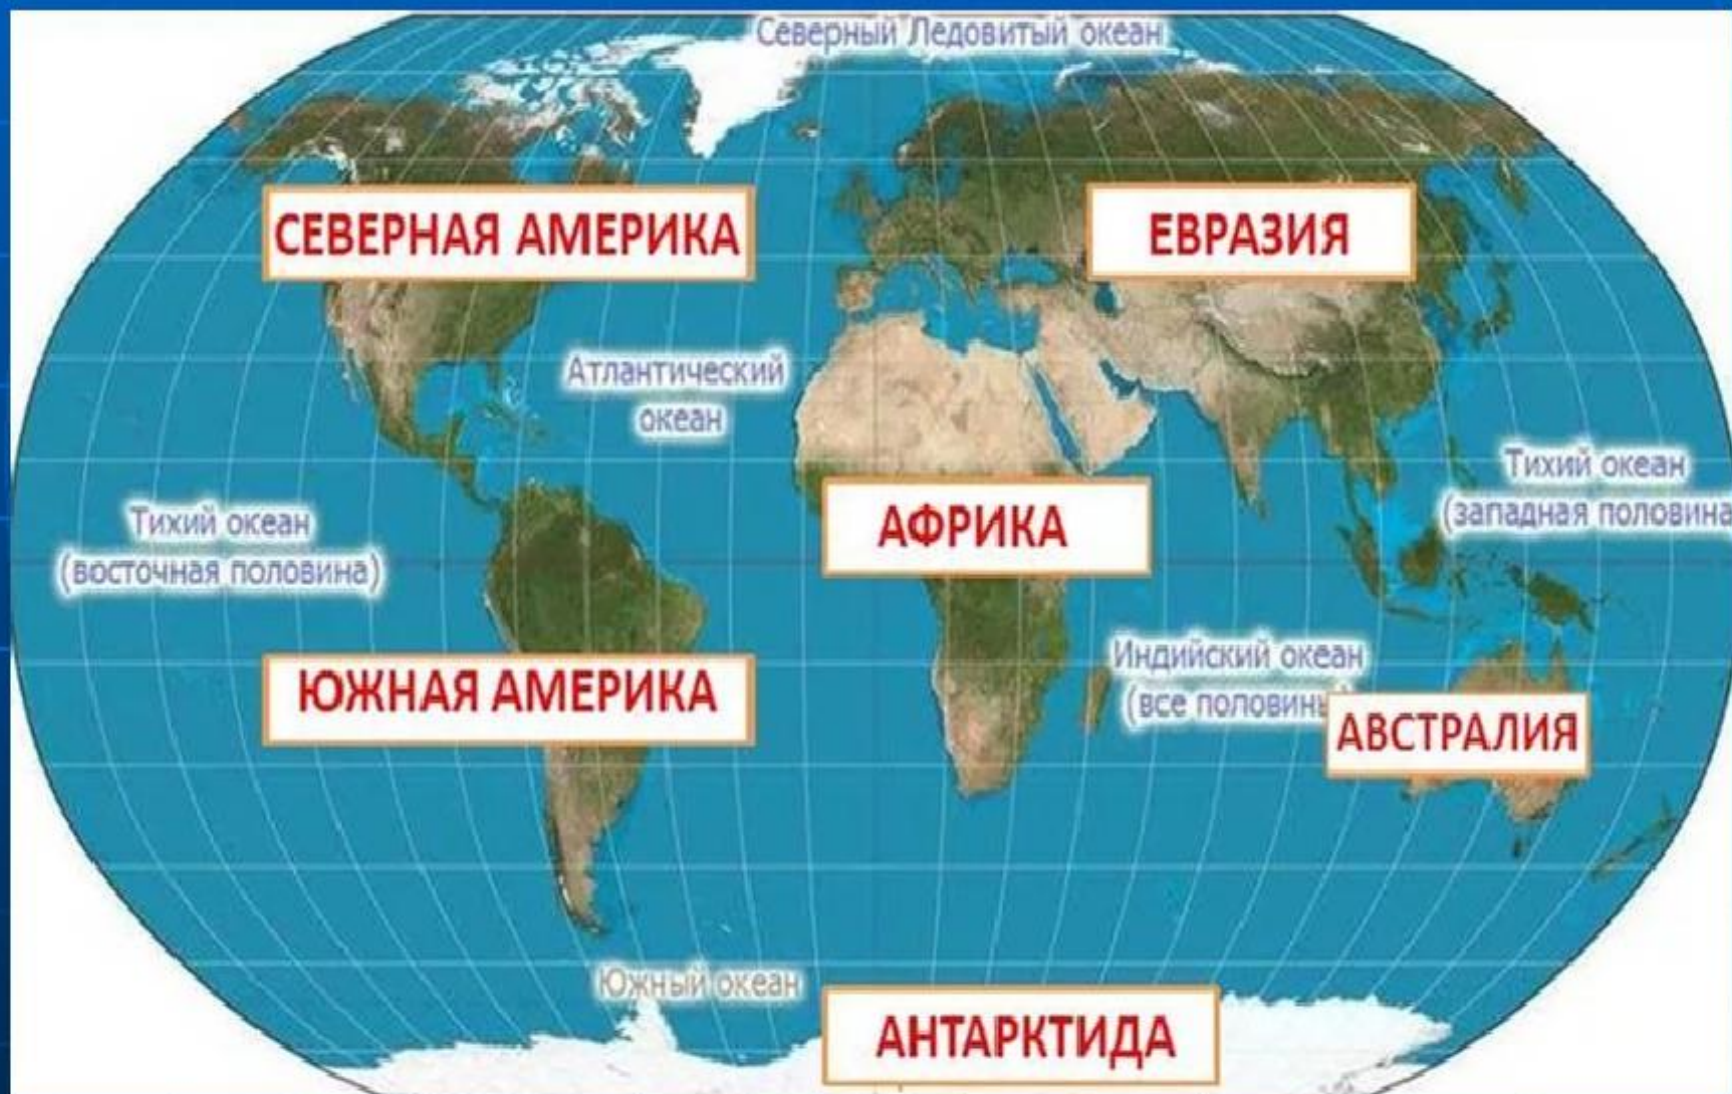 Северный Ледовитый океан
СЕВЕРНАЯ АМЕРИКА
ЕВРАЗИЯ
Атлантический
океан
Тихий океан
(западная половина
АФРИКА
Тихий океан
(восточная половина)
Индийский океан
(все половины)
ЮЖНАЯ АМЕРИКА
АВСТРАЛИЯ
Южный океан
АНТАРКТИДА